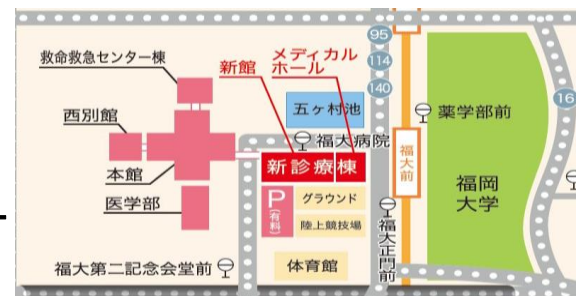 救命救急センター棟
新館
メディカル
ホール
95
114
140
16
西別館
五ヶ村池
薬学部前
福大病院
本館
新診療棟
福大前
医学部
P
(有料)
グラウンド
陸上競技場
福岡
大学
福大正門前
福大第二記念会堂前
体育館